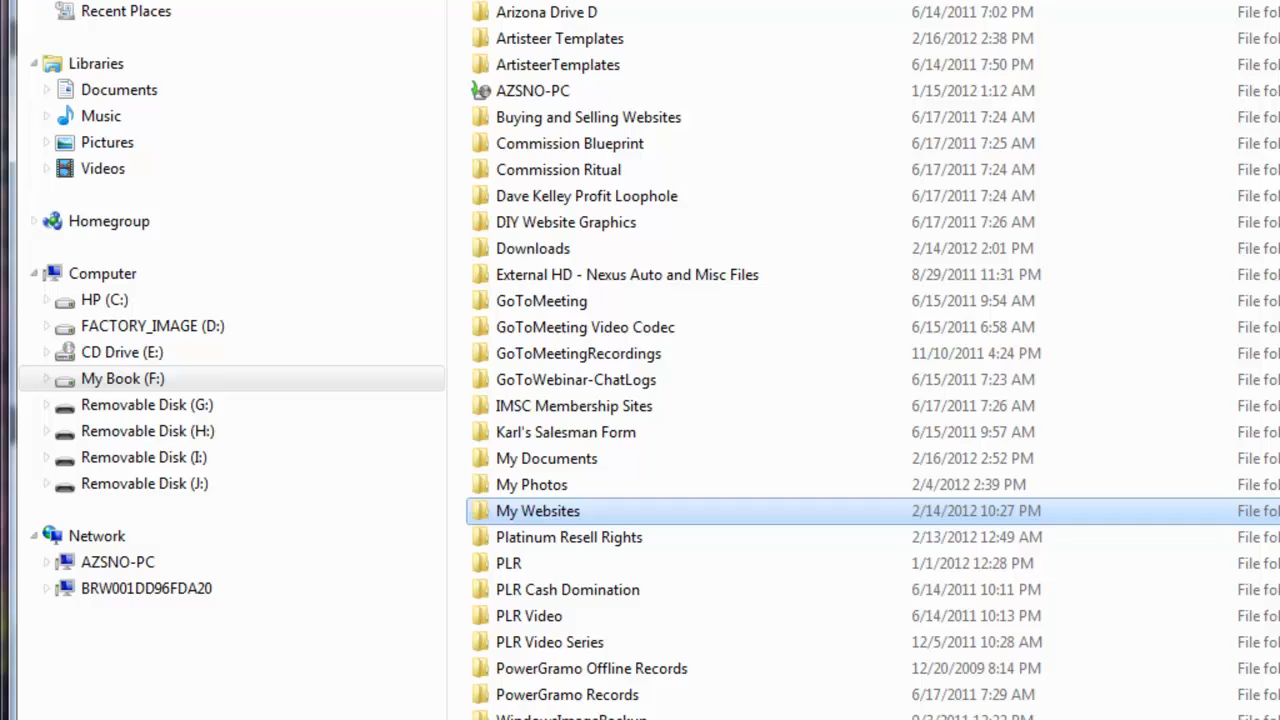 Recent Places
Libraries
Documents
Music
Pictures
Videos
Homegroup
Computer
HP (C:)
FACTORY_IMAGE (D:)
CD Drive (E:)
My Book (F:)
Removable Disk (G:)
Removable Disk (H:)
Removable Disk (I:)
Removable Disk (J:)
Network
AZSNO-PC
BRW001DD96FDA20
Arizona Drive D 6/14/2011 7:02 PM File fol
Artisteer Templates 2/16/2012 2:38 PM File fol
ArtisteerTemplates 6/14/2011 7:50 PM File fol
AZSNO-PC 1/15/2012 1:12 AM File fol
Buying and Selling Websites 6/17/2011 7:24 AM File fol
Commission Blueprint 6/17/2011 7:25 AM File fol
Commission Ritual 6/17/2011 7:24 AM File fol
Dave Kelley Profit Loophole 6/17/2011 7:24 AM File fol
DIY Website Graphics 6/17/2011 7:26 AM File fol
Downloads 2/14/2012 2:01 PM File fol
External HD - Nexus Auto and Misc Files 8/29/2011 11:31 PM File fol
GoToMeeting 6/15/2011 9:54 AM File fol
GoToMeeting Video Codec 6/15/2011 6:58 AM File fol
GoToMeetingRecordings 11/10/2011 4:24 PM File fol
GoToWebinar-ChatLogs 6/15/2011 7:23 AM File fol
IMSC Membership Sites 6/17/2011 7:26 AM File fol
Karl's Salesman Form 6/15/2011 9:57 AM File fol
My Documents 2/16/2012 2:52 PM File fol
My Photos 2/4/2012 2:39 PM File fol
My Websites 2/14/2012 10:27 PM File fol
Platinum Resell Rights 2/13/2012 12:49 AM File fol
PLR 1/1/2012 12:28 PM File fol
PLR Cash Domination 6/14/2011 10:11 PM File fol
PLR Video 6/14/2011 10:13 PM File fol
PLR Video Series 12/5/2011 10:28 AM File fol
PowerGramo Offline Records 12/20/2009 8:14 PM File fol
PowerGramo Records 6/17/2011 7:29 AM File fol